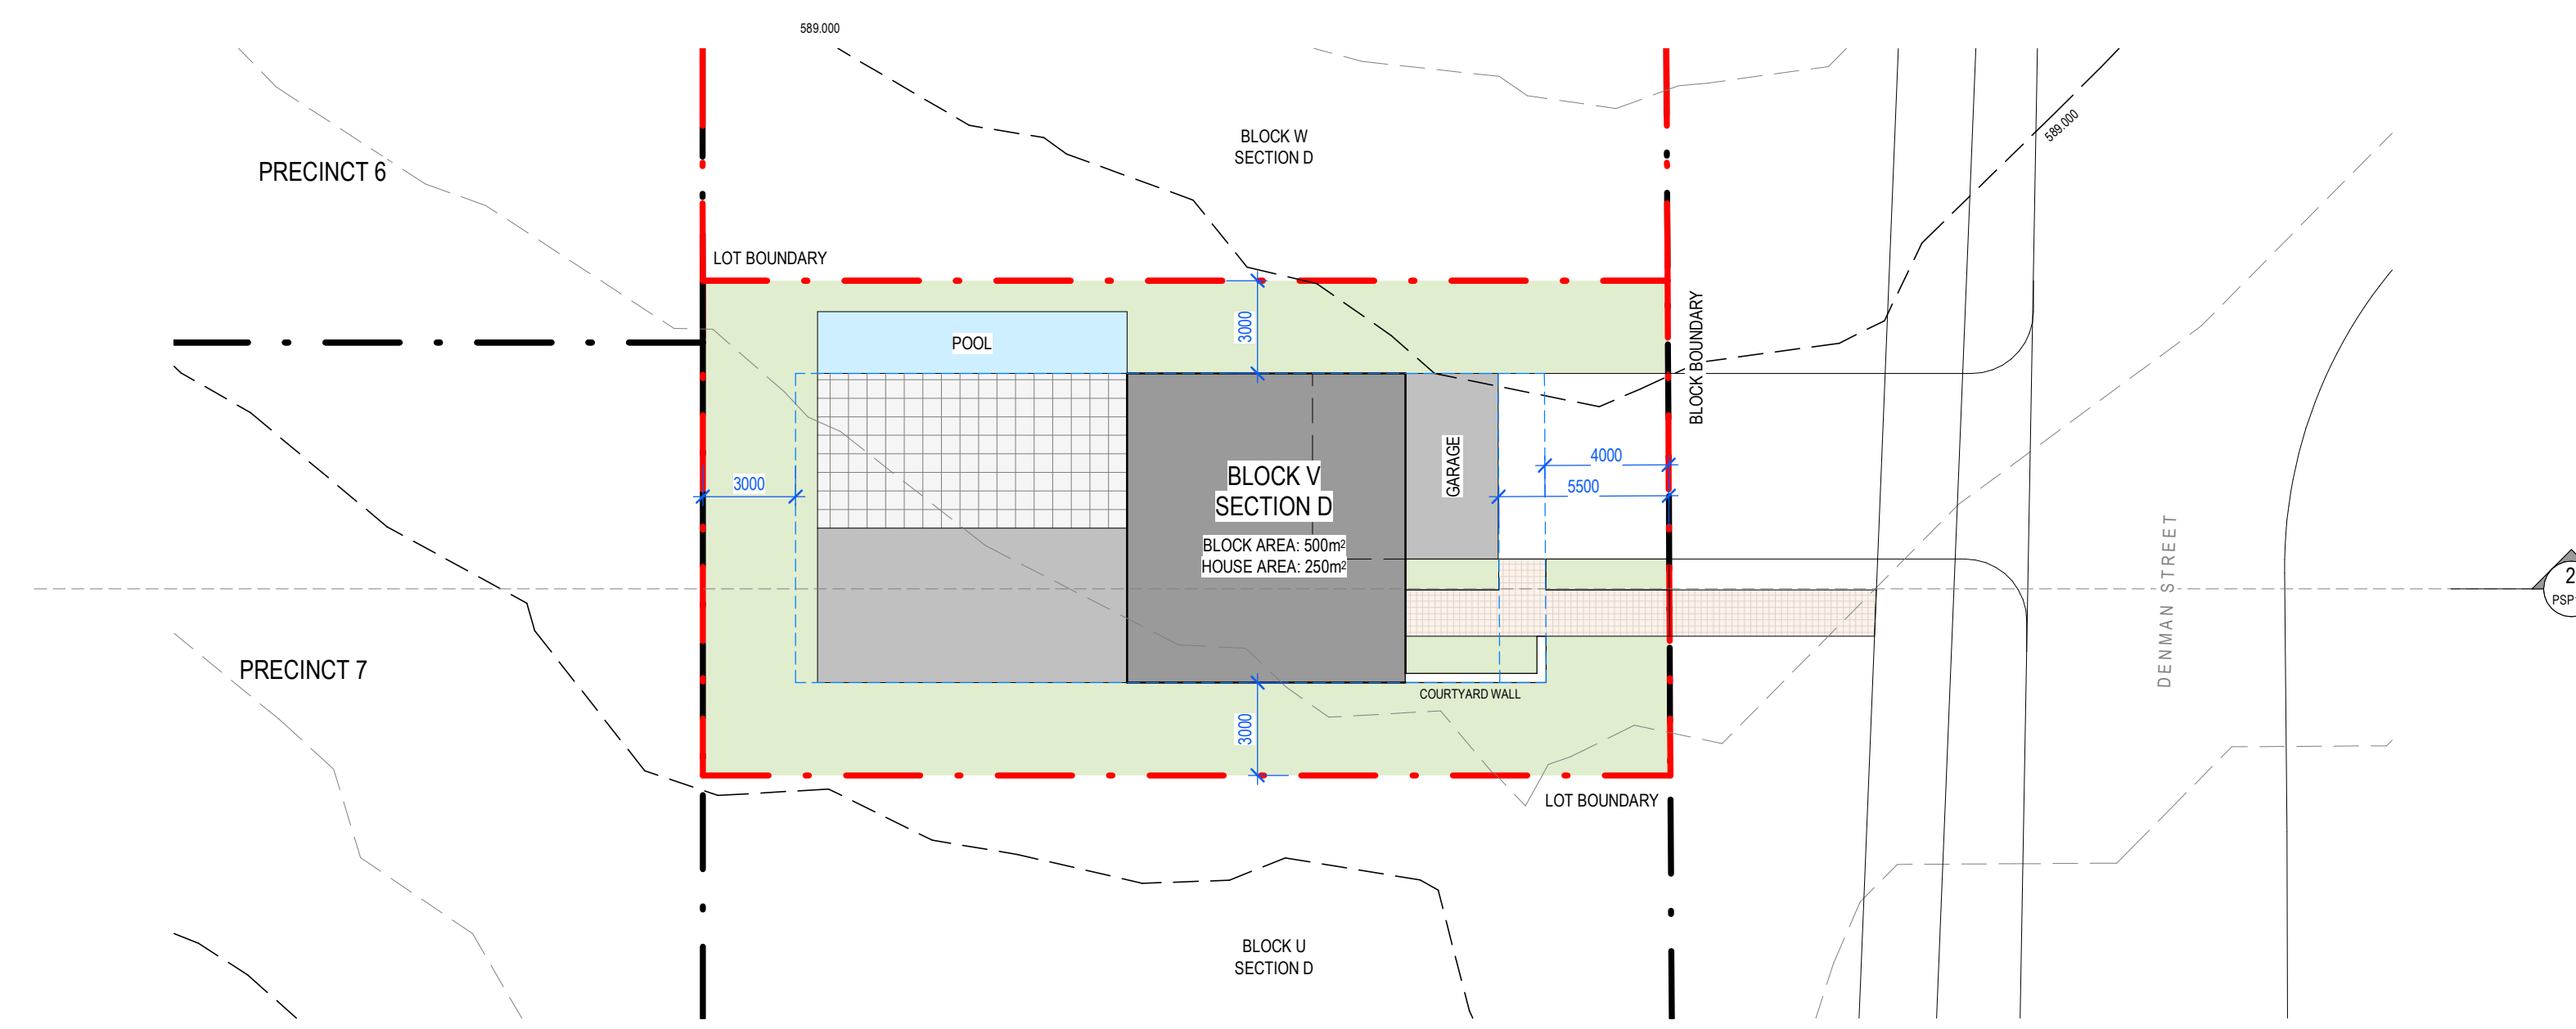 589.000
589.000
BLOCK W
SECTION D
PRECINCT 6
LOT BOUNDARY
BLOCK BOUNDARY
3000
POOL
GARAGE
4000
3000
5500
BLOCK V
SECTION D
BLOCK AREA: 500m²
HOUSE AREA: 250m²
DENMAN STREET
2
PSP
PRECINCT 7
COURTYARD WALL
3000
LOT BOUNDARY
BLOCK U
SECTION D